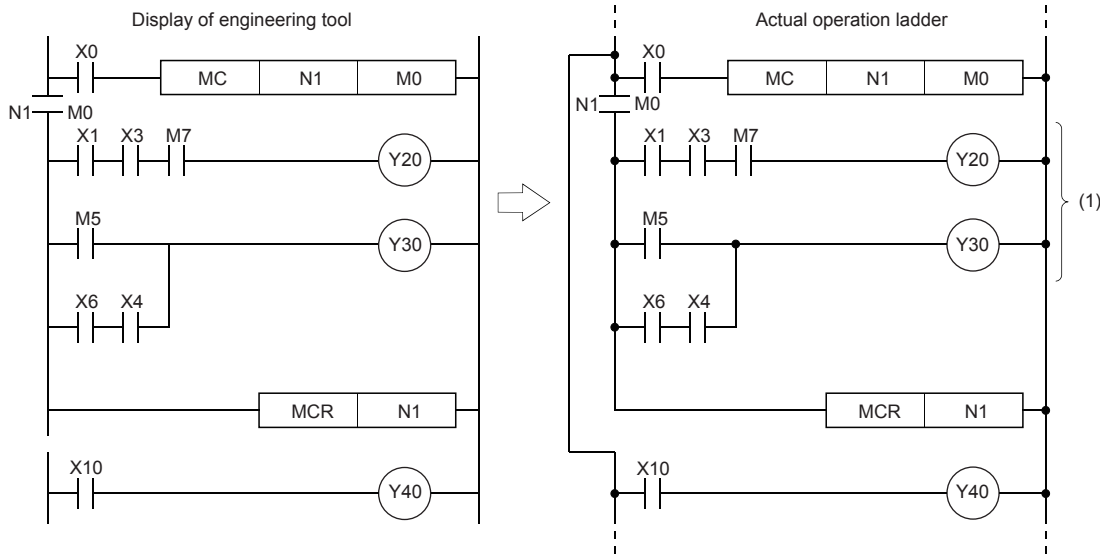 Display of engineering tool
X0
MC N1 M0
N1 M0
X1 X3 M7
Y20
M5
Y30
X6 X4
MCR N1
X10
Y40
Actual operation ladder
X0
MC N1 M0
N1 M0
X1 X3 M7
Y20
(1)
M5
Y30
X6 X4
MCR N1
X10
Y40